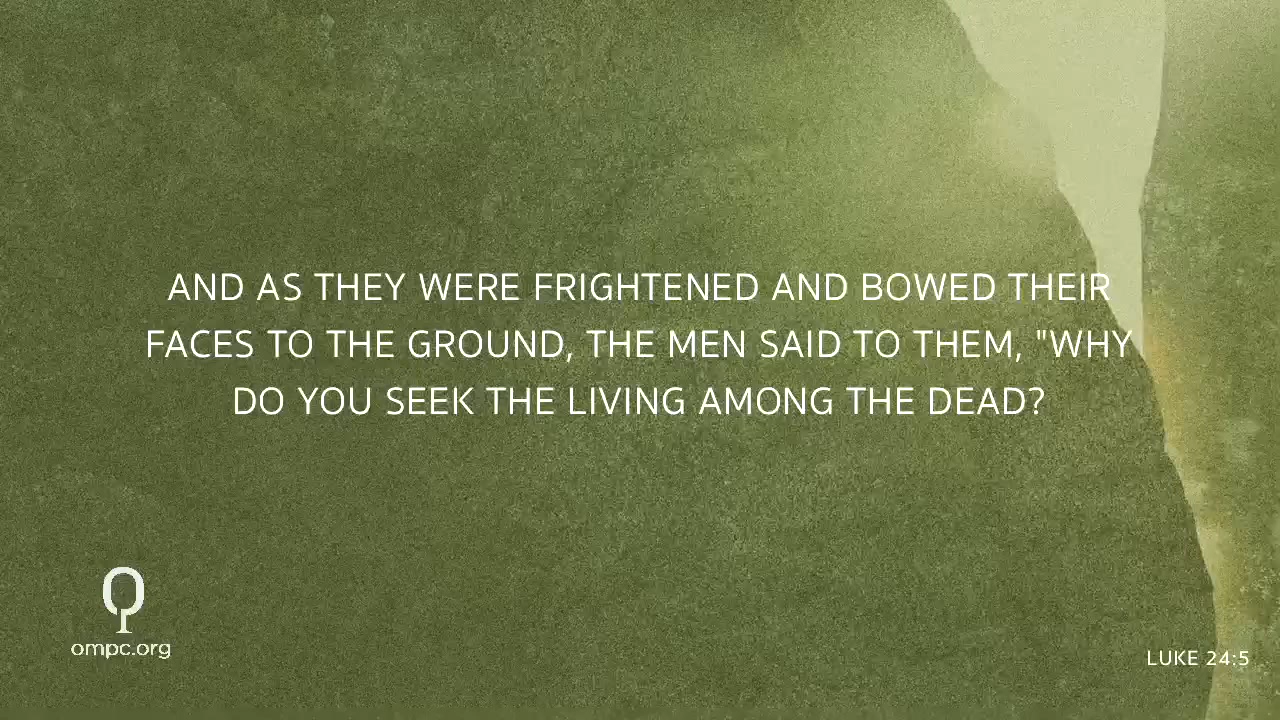 AND AS THEY WERE FRIGHTENED AND BOWED THEIR
FACES TO THE GROUND, THE MEN SAID TO THEM, "WHY
DO YOU SEEK THE LIVING AMONG THE DEAD?
ompc.org
LUKE 24:5